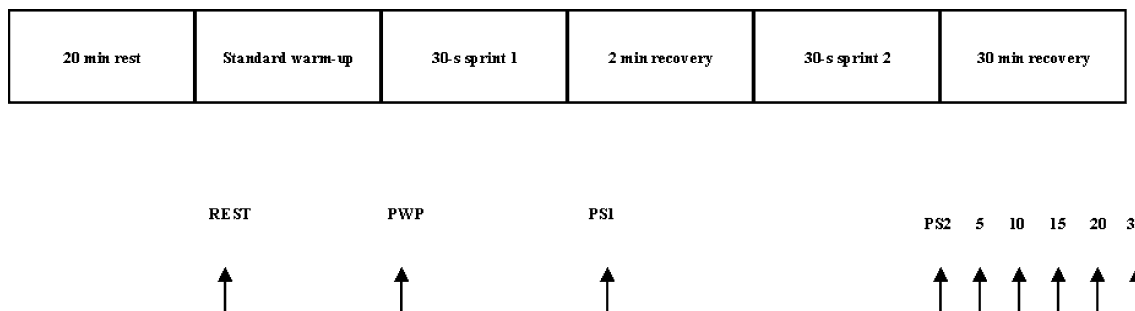 20 min rest Standard warm-up 30-s sprint 1 2 min recovery 30-s sprint 2 30 min recovery
REST PWP PS1
PS2 5 10 15 20 3